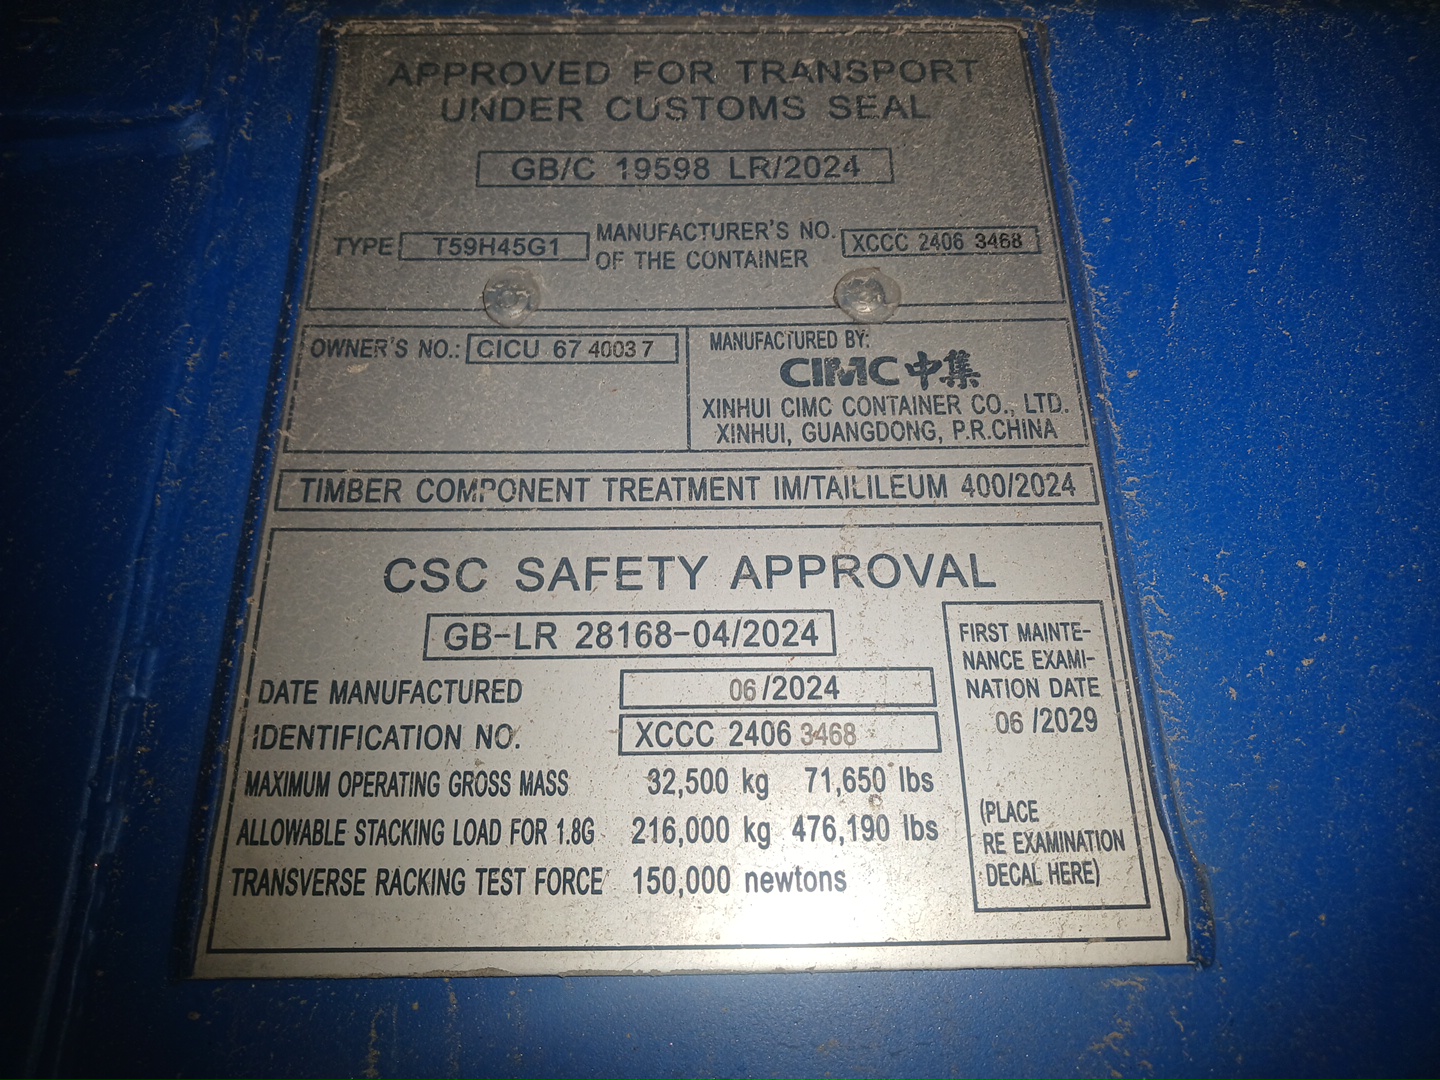 APPROVED FOR TRANSPORT
UNDER CUSTOMS SEAL
GB/C 19598 LR/2024
TYPE T59H45G1
MANUFACTURER'S NO.
OF THE CONTAINER
XCCC 2406 3468
OWNER'S NO.: CICU 67 4003 7
MANUFACTURED BY:
CIMC 中集
XINHUI CIMC CONTAINER CO., LTD.
XINHUI, GUANGDONG, P.R.CHINA
TIMBER COMPONENT TREATMENT IM/TAILILEUM 400/2024
CSC SAFETY APPROVAL
GB-LR 28168-04/2024
DATE MANUFACTURED 06/2024
IDENTIFICATION NO. XCCC 2406 3468
MAXIMUM OPERATING GROSS MASS 32,500 kg 71,650 lbs
ALLOWABLE STACKING LOAD FOR 1.8G 216,000 kg 476,190 lbs
TRANSVERSE RACKING TEST FORCE 150,000 newtons
FIRST MAINTE-
NANCE EXAMI-
NATION DATE
06 /2029
(PLACE
RE EXAMINATION
DECAL HERE)